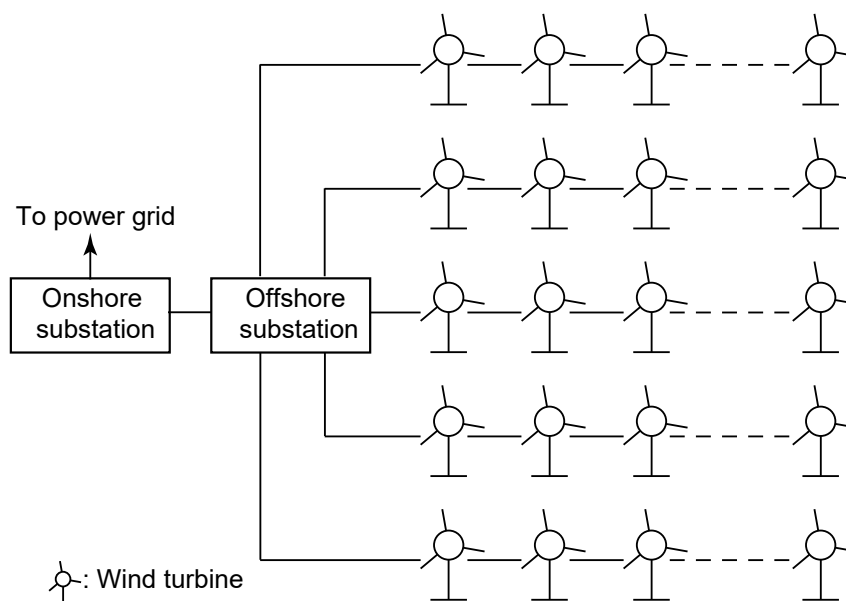 To power grid
Onshore
substation
Offshore
substation
: Wind turbine